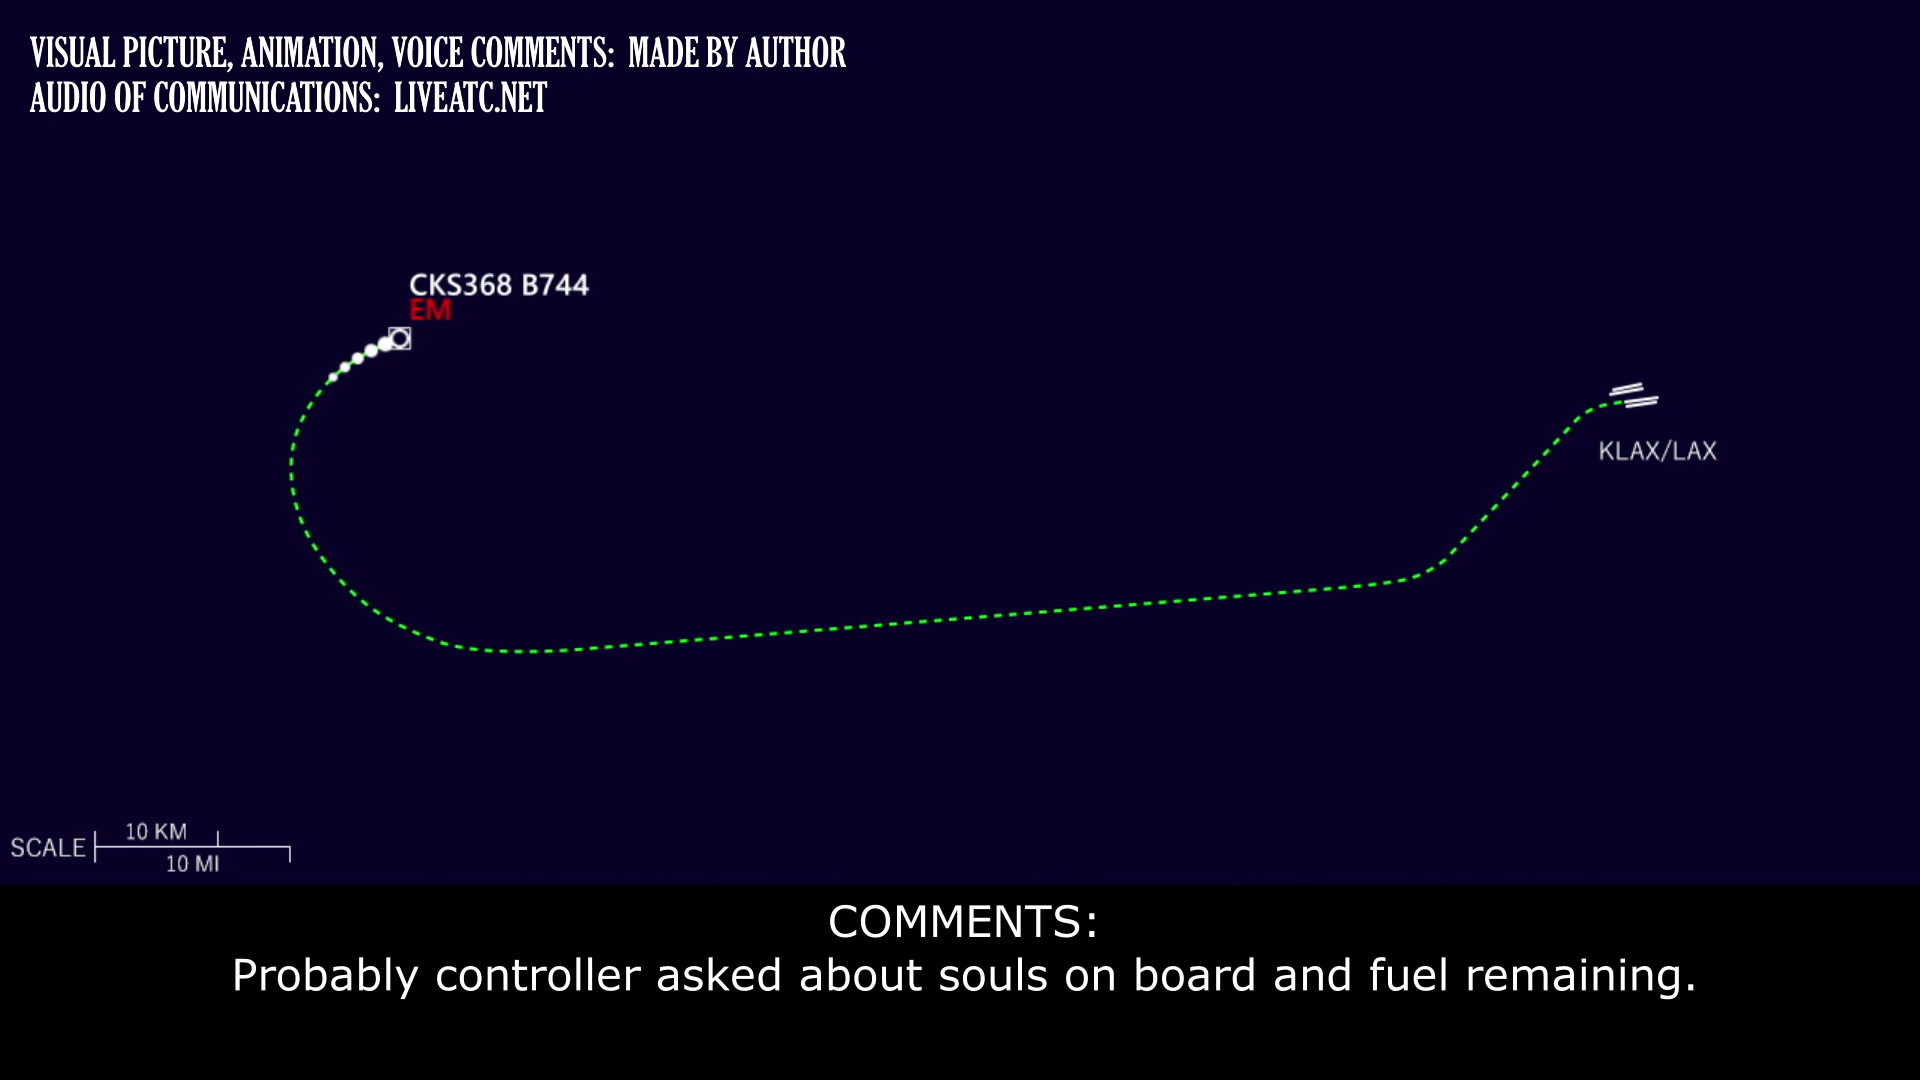 VISUAL PICTURE, ANIMATION, VOICE COMMENTS: MADE BY AUTHOR
AUDIO OF COMMUNICATIONS: LIVEATC.NET
CKS368 B744
EM
KLAX/LAX
10 KM
SCALE
10 MI
COMMENTS:
Probably controller asked about souls on board and fuel remaining.